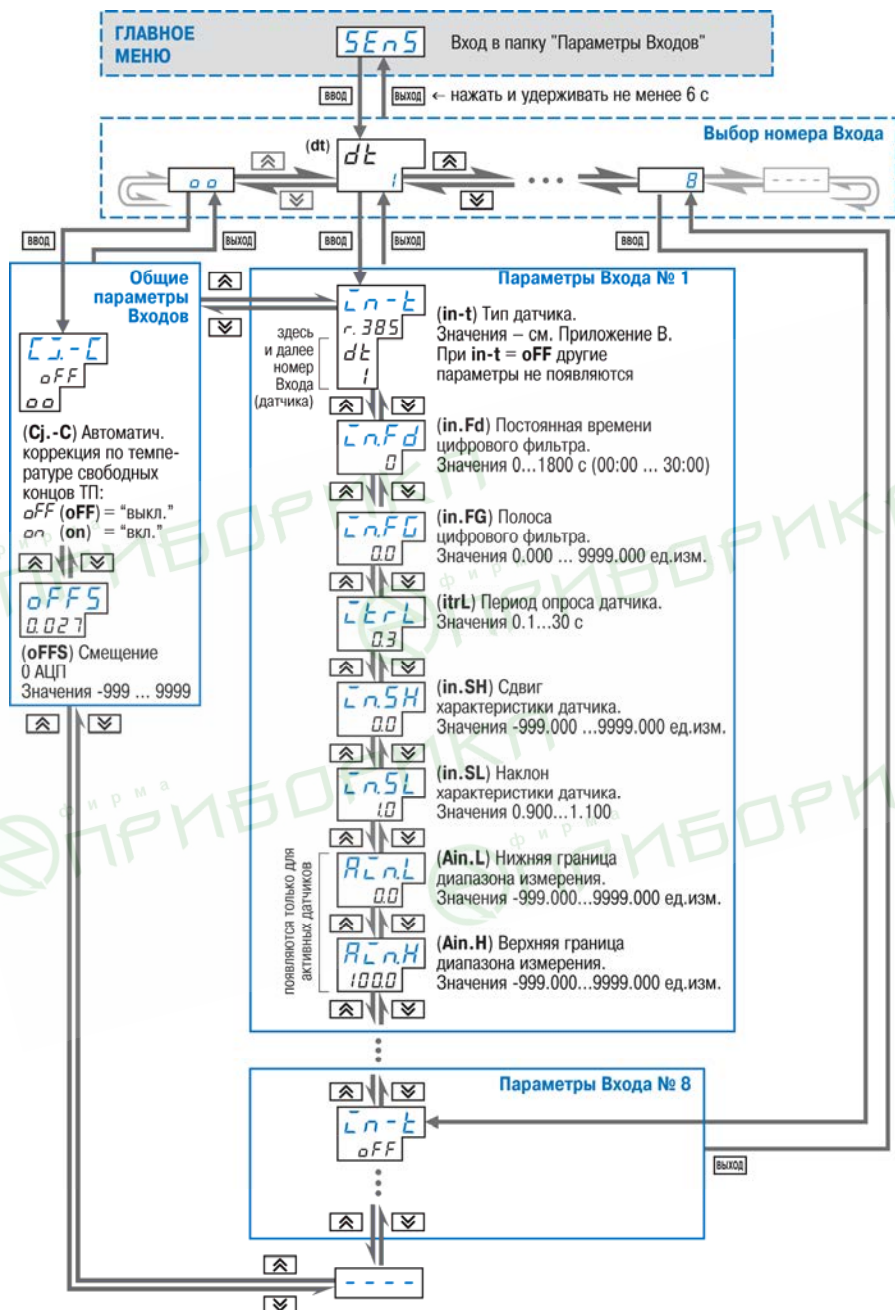 ГЛАВНОЕ
МЕНЮ
SEnS
Вход в папку "Параметры Входов"
ВВОД
ВЫХОД
← нажать и удерживать не менее 6 с
Выбор номера Входа
(dt)
dt
1
oo
...
8
----
ВВОД
ВЫХОД
ВВОД
ВЫХОД
ВВОД
Общие
параметры
Входов
Cj.-C
oFF
oo
(Cj.-C) Автоматич.
коррекция по темпе-
ратуре свободных
концов ТП:
oFF (oFF) = “выкл.”
on (on) = “вкл.”
oFFS
0.027
(oFFS) Смещение
0 АЦП
Значения -999 ... 9999
Параметры Входа № 1
in-t
r.385
dt
1
здесь
и далее
номер
Входа
(датчика)
(in-t) Тип датчика.
Значения – см. Приложение В.
При in-t = oFF другие
параметры не появляются
in.Fd
0
(in.Fd) Постоянная времени
цифрового фильтра.
Значения 0...1800 с (00:00 ... 30:00)
in.FG
0.0
(in.FG) Полоса
цифрового фильтра.
Значения 0.000 ... 9999.000 ед.изм.
itrL
0.3
(itrL) Период опроса датчика.
Значения 0.1...30 с
in.SH
0.0
(in.SH) Сдвиг
характеристики датчика.
Значения -999.000 ...9999.000 ед.изм.
in.SL
1.0
(in.SL) Наклон
характеристики датчика.
Значения 0.900...1.100
появляются только для
активных датчиков
Ain.L
0.0
(Ain.L) Нижняя граница
диапазона измерения.
Значения -999.000...9999.000 ед.изм.
Ain.H
100.0
(Ain.H) Верхняя граница
диапазона измерения.
Значения -999.000...9999.000 ед.изм.
Параметры Входа № 8
in-t
oFF
ВЫХОД
----
фирма
ПРИБОРИКА
фирма
ПРИБОРИКА
фирма
ПРИБОРИКА
фирма
ПРИБОРИКА